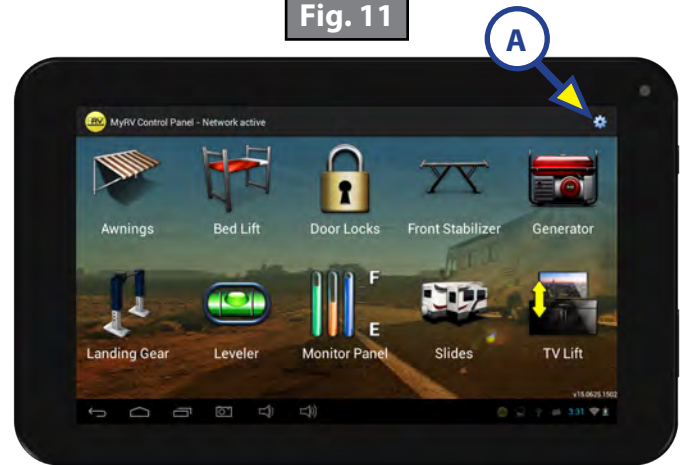 Fig. 11
A
RV MyRV Control Panel - Network active
Awnings Bed Lift Door Locks Front Stabilizer Generator
F
E
Landing Gear Leveler Monitor Panel Slides TV Lift
v15.0625.1502
3:31